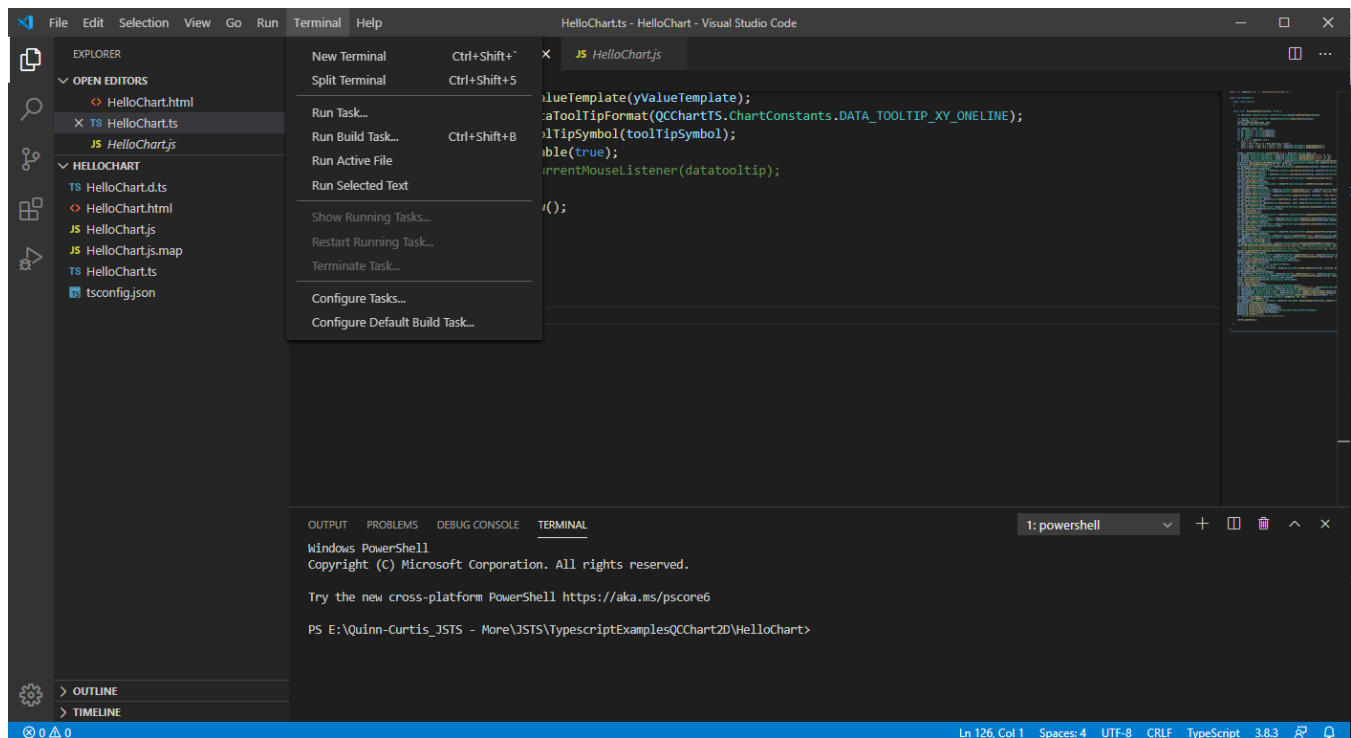 File Edit Selection View Go Run Terminal Help HelloChart.ts - HelloChart - Visual Studio Code
EXPLORER
OPEN EDITORS
HelloChart.html
TS HelloChart.ts
JS HelloChart.js
HELLOCHART
TS HelloChart.d.ts
HelloChart.html
JS HelloChart.js
JS HelloChart.js.map
TS HelloChart.ts
TS tsconfig.json
OUTLINE
TIMELINE
New Terminal Ctrl+Shift+`
Split Terminal Ctrl+Shift+5
Run Task...
Run Build Task... Ctrl+Shift+B
Run Active File
Run Selected Text
Show Running Tasks...
Restart Running Task...
Terminate Task...
Configure Tasks...
Configure Default Build Task...
JS HelloChart.js
alueTemplate(yValueTemplate);
taToolTipFormat(QCChartTS.ChartConstants.DATA_TOOLTIP_XY_ONELINE);
olTipSymbol(toolTipSymbol);
able(true);
urrentMouseListener(datatooltip);
w();
OUTPUT PROBLEMS DEBUG CONSOLE TERMINAL 1: powershell
Windows PowerShell
Copyright (C) Microsoft Corporation. All rights reserved.
Try the new cross-platform PowerShell https://aka.ms/pscore6
PS E:\Quinn-Curtis_JSTS - More\JSTS\TypescriptExamplesQCChart2D\HelloChart>
0 0 Ln 126, Col 1 Spaces: 4 UTF-8 CRLF TypeScript 3.8.3